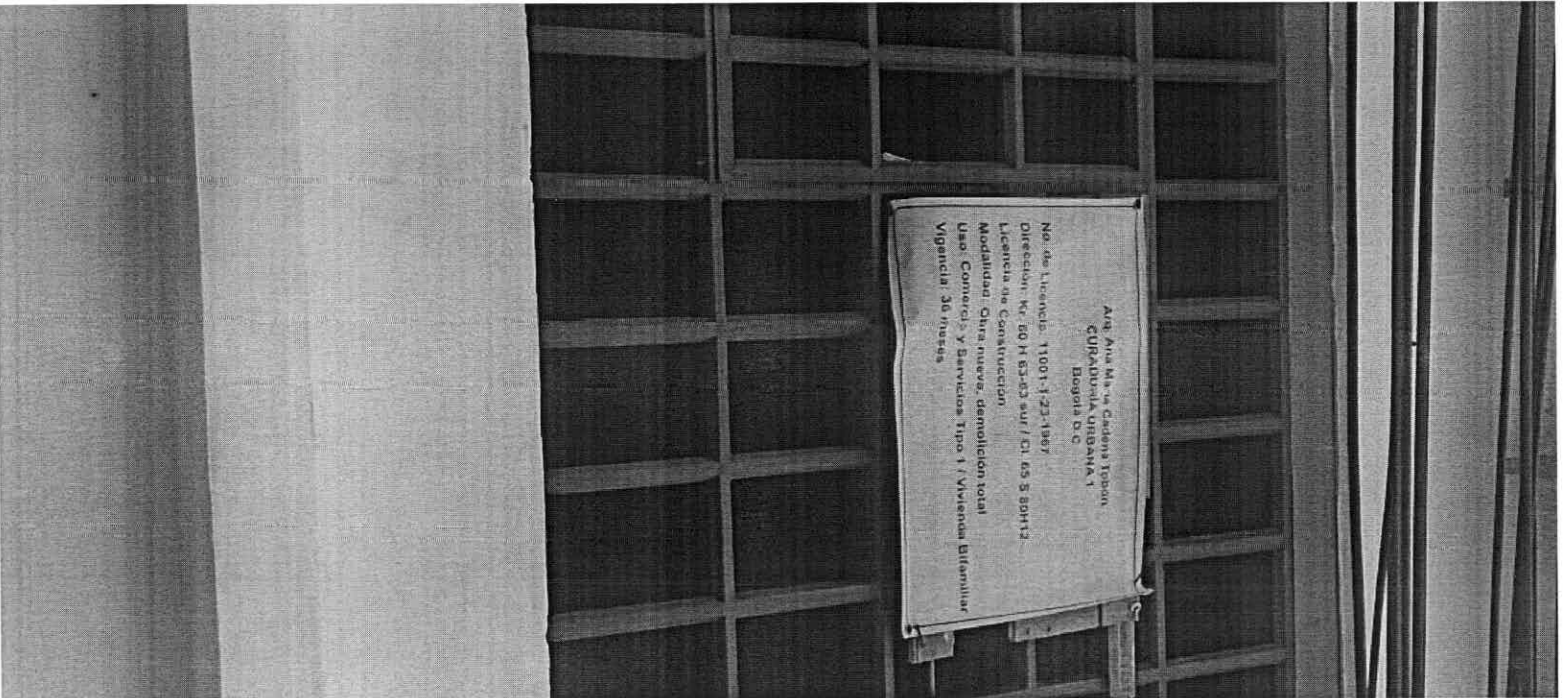 Arq. Ana María Cadena Tobón
CURADURÍA URBANA 1
Bogotá D.C
No. de Licencia: 11001-1-23-1967
Dirección: Kr 80 H 63-63 sur / Cl 65 S 80H12
Licencia de Construcción
Modalidad: Obra nueva, demolición total
Uso: Comercio y Servicios Tipo 1 / Vivienda Bifamiliar
Vigencia: 36 meses